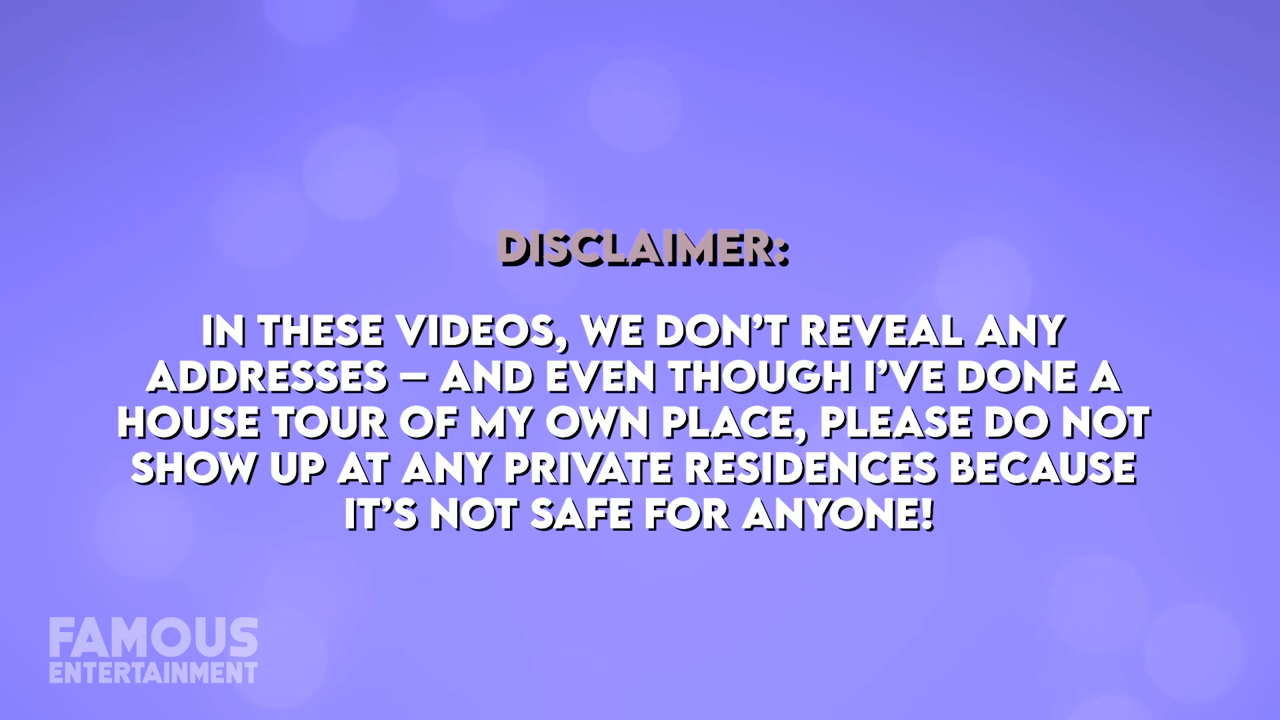 DISCLAIMER:
IN THESE VIDEOS, WE DON'T REVEAL ANY
ADDRESSES – AND EVEN THOUGH I'VE DONE A
HOUSE TOUR OF MY OWN PLACE, PLEASE DO NOT
SHOW UP AT ANY PRIVATE RESIDENCES BECAUSE
IT'S NOT SAFE FOR ANYONE!
FAMOUS
ENTERTAINMENT